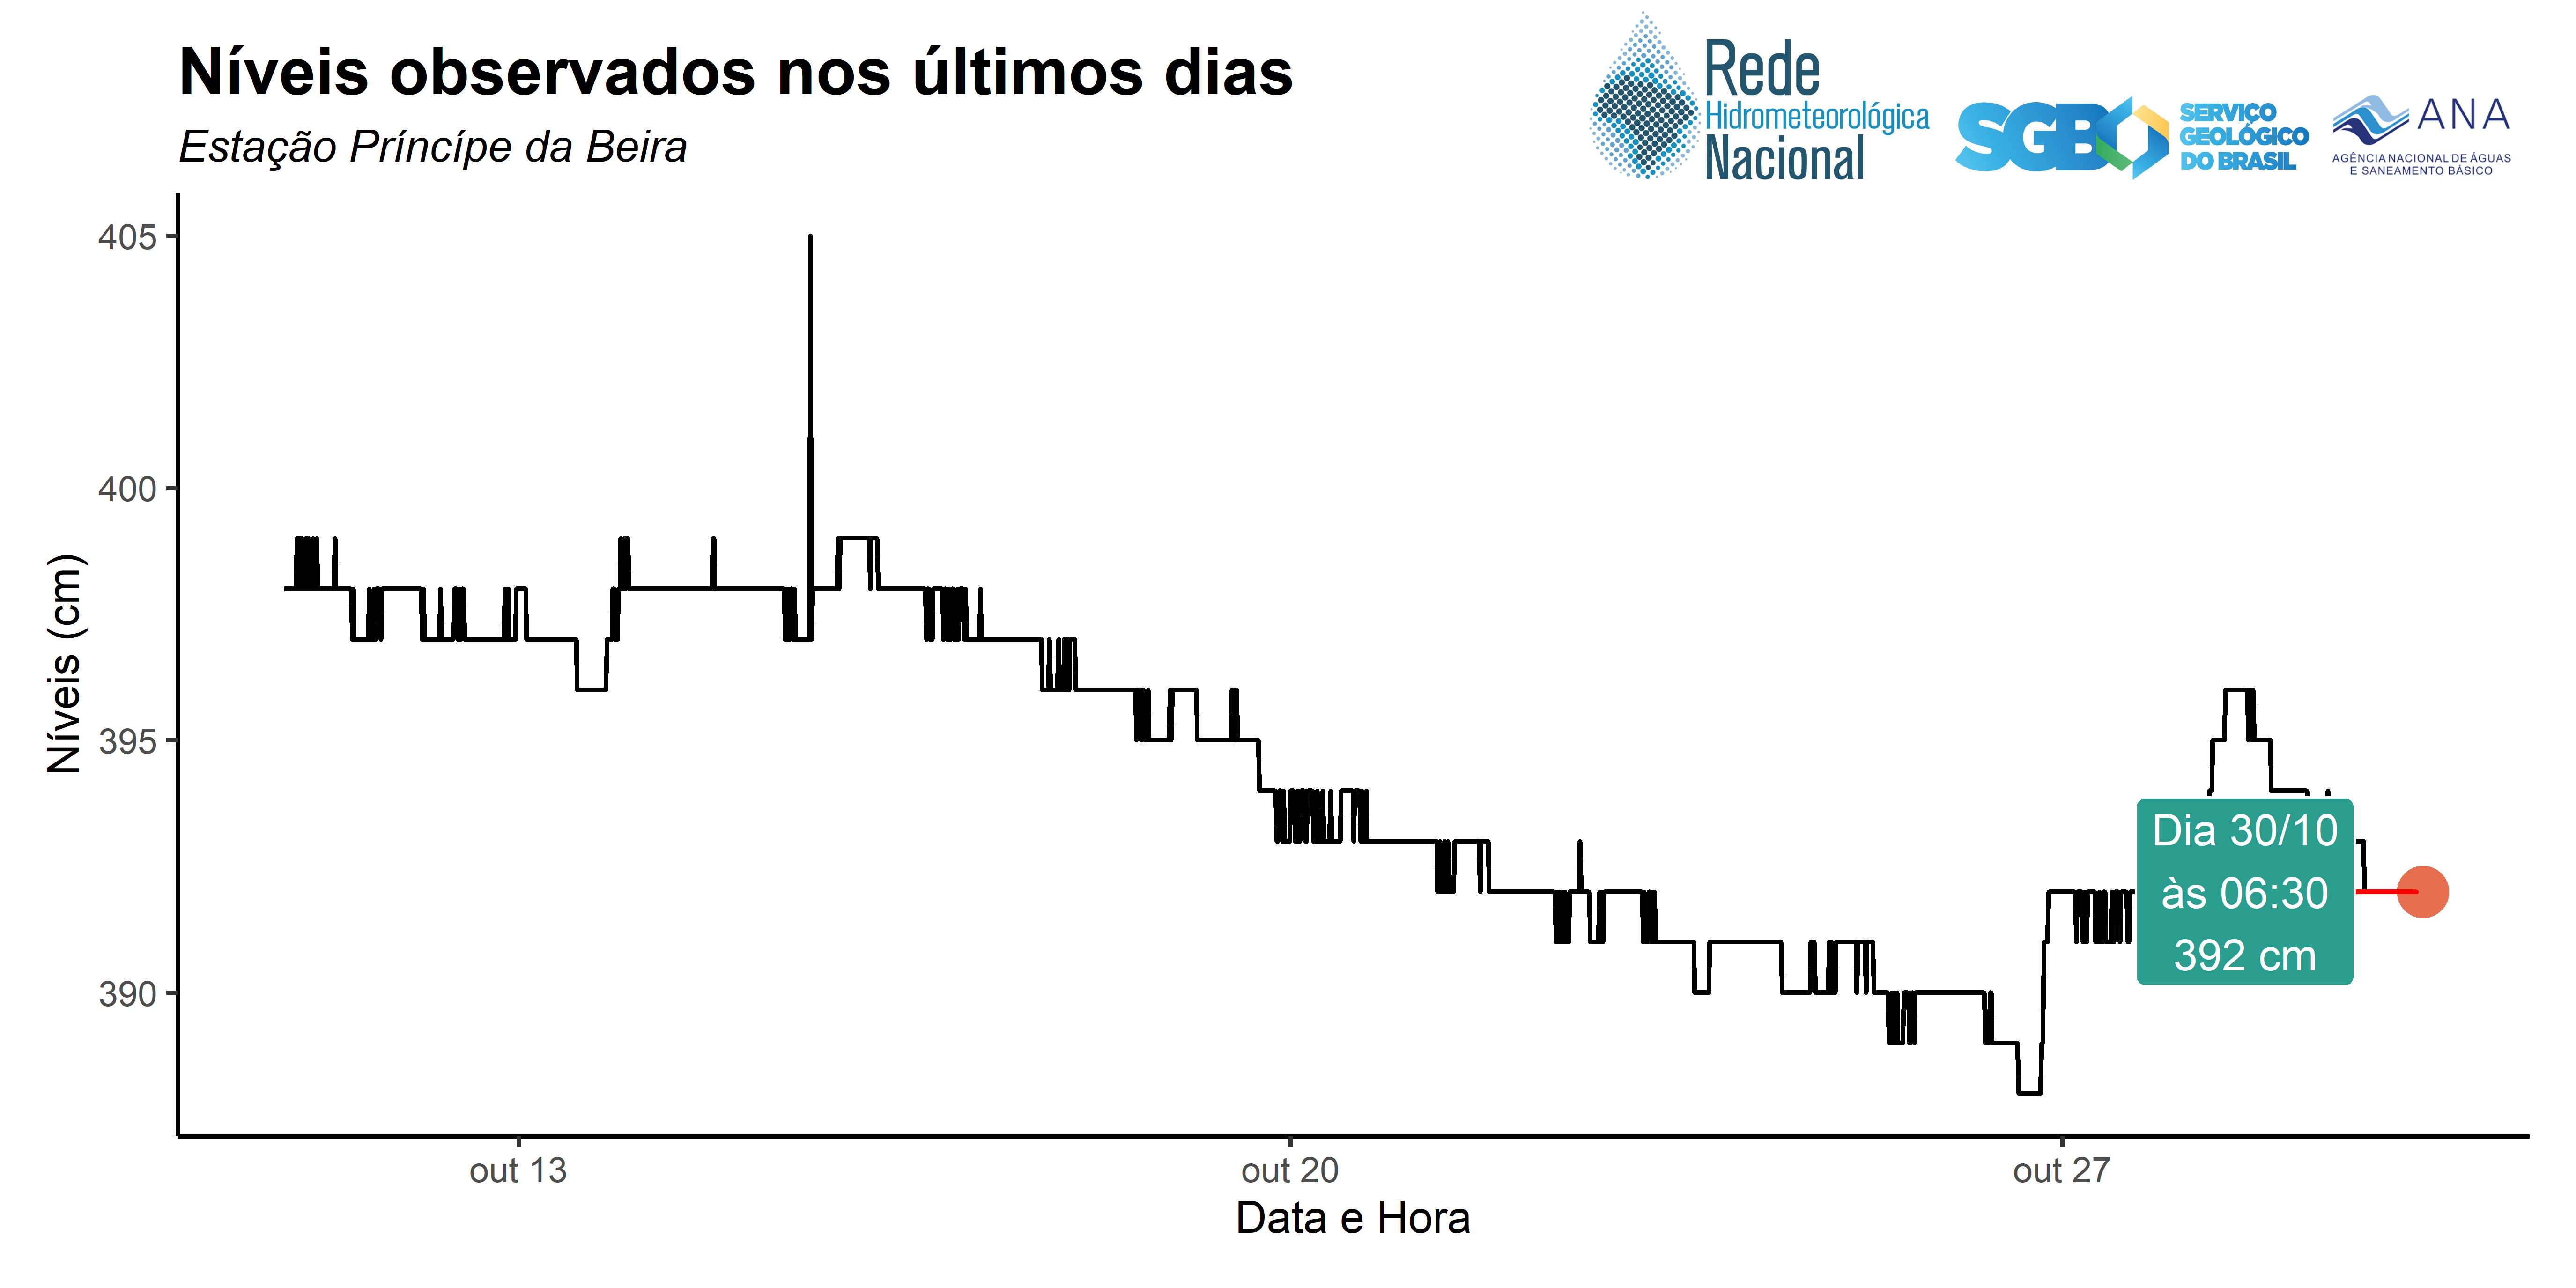 Níveis observados nos últimos dias
Estação Príncípe da Beira
Rede
Hidrometeorológica
Nacional
SGB
SERVIÇO
GEOLÓGICO
DO BRASIL
ANA
AGÊNCIA NACIONAL DE ÁGUAS
E SANEAMENTO BÁSICO
Níveis (cm)
405
400
395
390
Dia 30/10
às 06:30
392 cm
out 13
out 20
out 27
Data e Hora